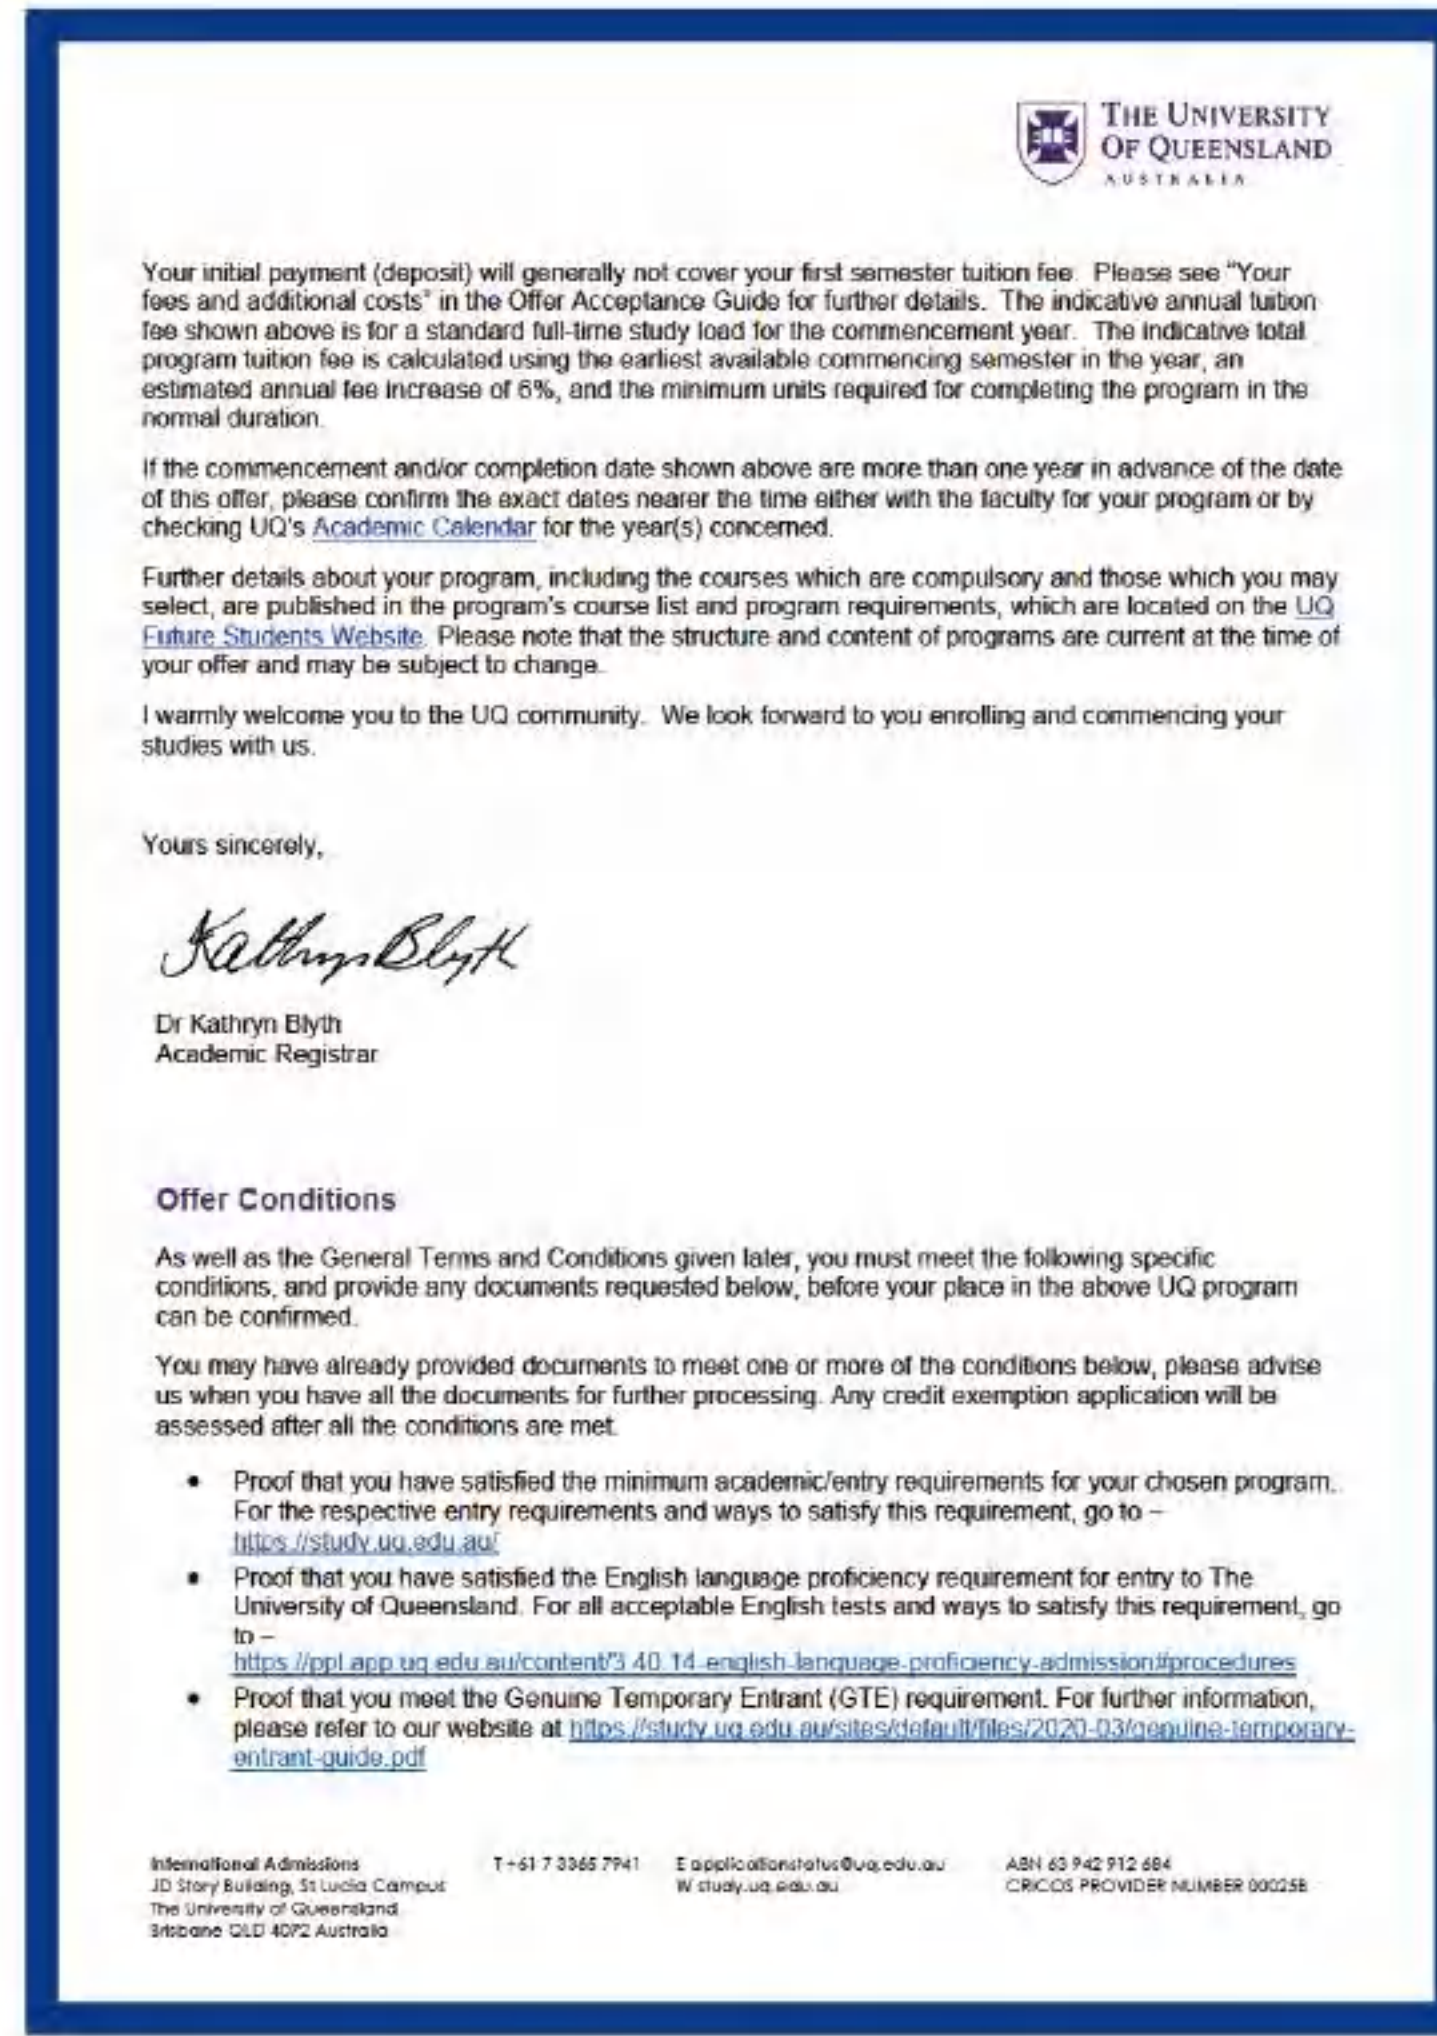 THE UNIVERSITY
OF QUEENSLAND
AUSTRALIA
Your initial payment (deposit) will generally not cover your first semester tuition fee. Please see "Your
fees and additional costs" in the Offer Acceptance Guide for further details. The indicative annual tuition
fee shown above is for a standard full-time study load for the commencement year. The indicative total
program tuition fee is calculated using the earliest available commencing semester in the year, an
estimated annual fee increase of 6%, and the minimum units required for completing the program in the
normal duration.
If the commencement and/or completion date shown above are more than one year in advance of the date
of this offer, please confirm the exact dates nearer the time either with the faculty for your program or by
checking UQ's Academic Calendar for the year(s) concerned.
Further details about your program, including the courses which are compulsory and those which you may
select, are published in the program's course list and program requirements, which are located on the UQ
Future Students Website. Please note that the structure and content of programs are current at the time of
your offer and may be subject to change.
I warmly welcome you to the UQ community. We look forward to you enrolling and commencing your
studies with us.
Yours sincerely,
Kathryn Blyth
Dr Kathryn Blyth
Academic Registrar
Offer Conditions
As well as the General Terms and Conditions given later, you must meet the following specific
conditions, and provide any documents requested below, before your place in the above UQ program
can be confirmed.
You may have already provided documents to meet one or more of the conditions below, please advise
us when you have all the documents for further processing. Any credit exemption application will be
assessed after all the conditions are met.
• Proof that you have satisfied the minimum academic/entry requirements for your chosen program.
For the respective entry requirements and ways to satisfy this requirement, go to –
https://study.uq.edu.au/
• Proof that you have satisfied the English language proficiency requirement for entry to The
University of Queensland. For all acceptable English tests and ways to satisfy this requirement, go
to –
https://ppl.app.uq.edu.au/content/3.40.14-english-language-proficiency-admission#procedures
• Proof that you meet the Genuine Temporary Entrant (GTE) requirement. For further information,
please refer to our website at https://study.uq.edu.au/sites/default/files/2020-03/genuine-temporary-
entrant-guide.pdf
International Admissions
JD Story Building, St Lucia Campus
The University of Queensland
Brisbane QLD 4072 Australia
T +61 7 3365 7941
E applicationstatus@uq.edu.au
W study.uq.edu.au
ABN 63 942 912 684
CRICOS PROVIDER NUMBER 00025B